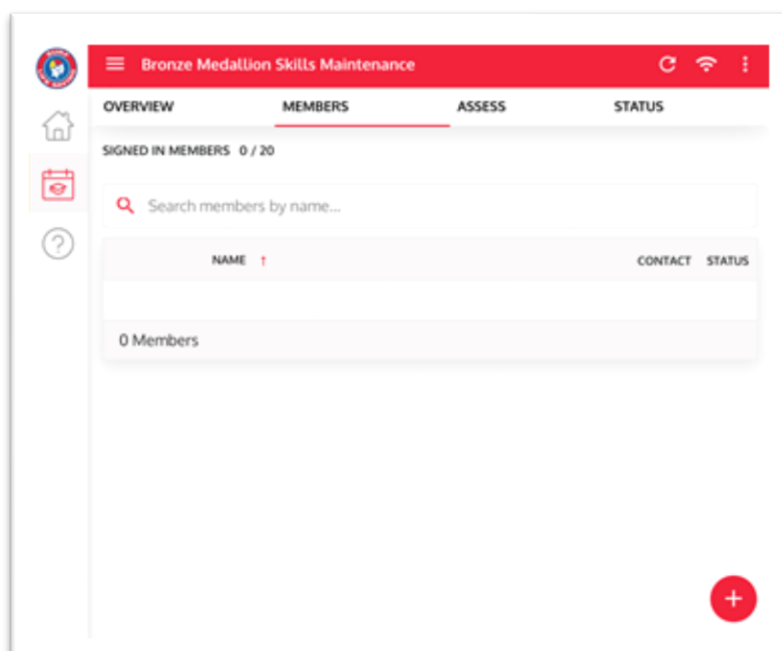 Bronze Medallion Skills Maintenance
OVERVIEW MEMBERS ASSESS STATUS
SIGNED IN MEMBERS 0 / 20
Search members by name...
NAME ↑ CONTACT STATUS
0 Members